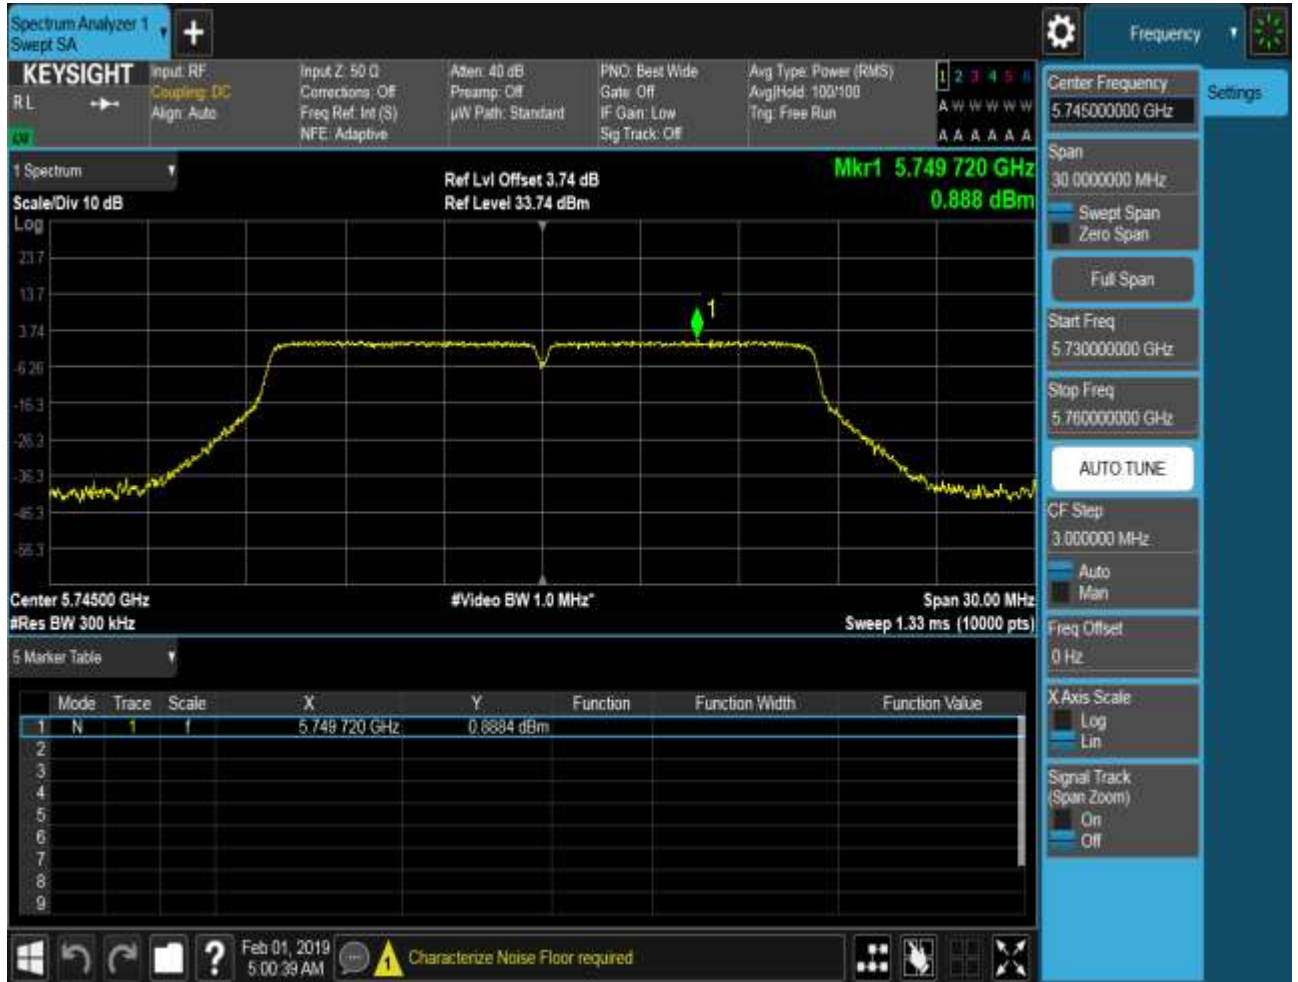 Spectrum Analyzer 1
Swept SA
+
Frequency
KEYSIGHT
RL
Input: RF
Coupling: DC
Align: Auto
Input Z: 50 Ω
Corrections: Off
Freq Ref: Int (S)
NFE: Adaptive
Atten: 40 dB
Preamp: Off
µW Path: Standard
PNO: Best Wide
Gate: Off
IF Gain: Low
Sig Track: Off
Avg Type: Power (RMS)
Avg|Hold: 100/100
Trig: Free Run
1 2 3 4 5 6
A W W W W W
A A A A A A
1 Spectrum
Scale/Div 10 dB
Ref Lvl Offset 3.74 dB
Ref Level 33.74 dBm
Mkr1 5.749 720 GHz
0.888 dBm
Log
23.7
13.7
3.74
-6.26
-16.3
-26.3
-36.3
-46.3
-56.3
1
Center 5.74500 GHz
#Res BW 300 kHz
#Video BW 1.0 MHz*
Span 30.00 MHz
Sweep 1.33 ms (10000 pts)
5 Marker Table
Mode Trace Scale X Y Function Function Width Function Value
1 N 1 f 5.749 720 GHz 0.8884 dBm
2
3
4
5
6
7
8
9
Feb 01, 2019
5:00:39 AM
?
1
Characterize Noise Floor required
Center Frequency
5.745000000 GHz
Settings
Span
30.0000000 MHz
Swept Span
Zero Span
Full Span
Start Freq
5.730000000 GHz
Stop Freq
5.760000000 GHz
AUTO TUNE
CF Step
3.000000 MHz
Auto
Man
Freq Offset
0 Hz
X Axis Scale
Log
Lin
Signal Track
(Span Zoom)
On
Off